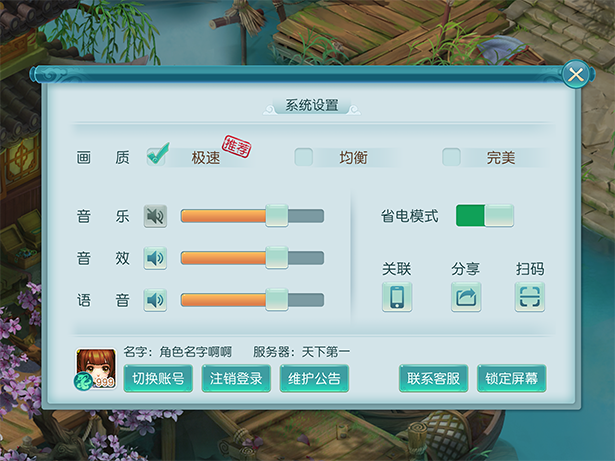 系统设置
画 质 极速 推荐 均衡 完美
音 乐 省电模式
音 效
语 音
关联 分享 扫码
名字：角色名字啊啊 服务器：天下第一
999
切换账号 注销登录 维护公告 联系客服 锁定屏幕